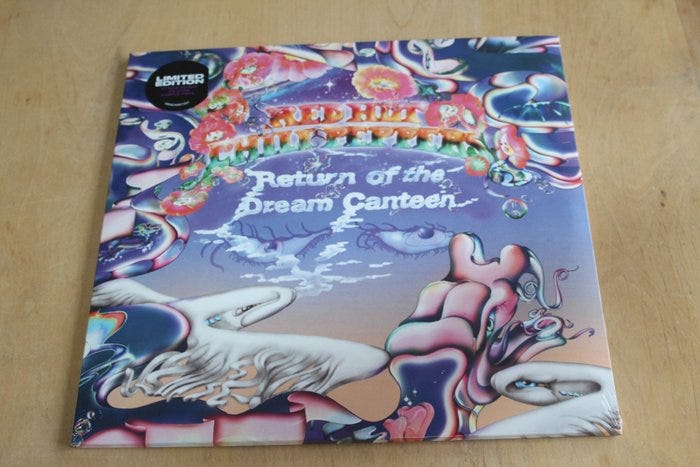 LIMITED
EDITION
RED HOT
CHILI PEPPERS
Return of the
Dream Canteen